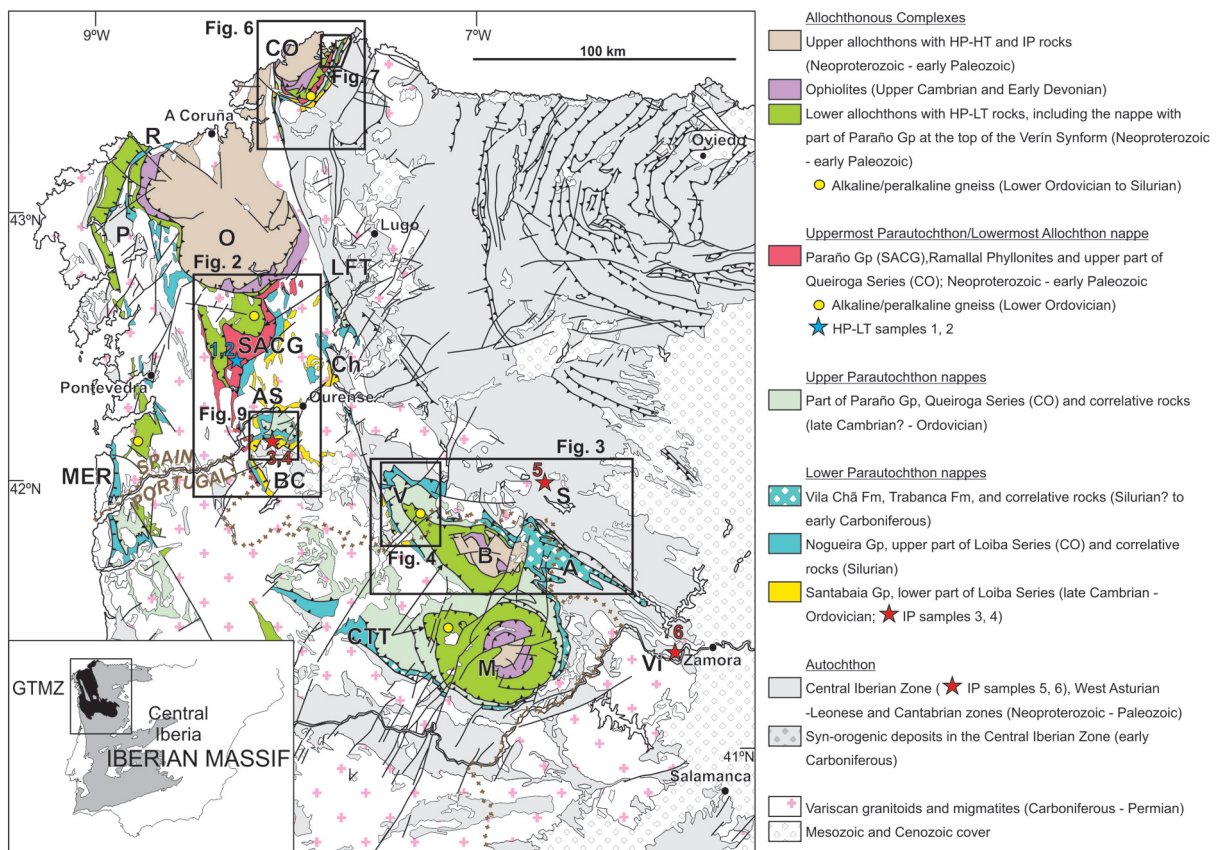 9ºW
7ºW
Fig. 6
CO
Fig. 7
100 km
A Coruña
R
Oviedo
43ºN
P
O
Lugo
Fig. 2
LFT
1,2
SACG
Ch
Pontevedra
AS
Ourense
Fig. 9
3,4
Fig. 3
MER
SPAIN
PORTUGAL
BC
42ºN
5
S
V
Fig. 4
B
A
CTT
6
Zamora
Vi
M
GTMZ
Central
Iberia
IBERIAN MASSIF
41ºN
Salamanca
Allochthonous Complexes
Upper allochthons with HP-HT and IP rocks
(Neoproterozoic - early Paleozoic)
Ophiolites (Upper Cambrian and Early Devonian)
Lower allochthons with HP-LT rocks, including the nappe with
part of Paraño Gp at the top of the Verín Synform (Neoproterozoic
- early Paleozoic)
Alkaline/peralkaline gneiss (Lower Ordovician to Silurian)
Uppermost Parautochthon/Lowermost Allochthon nappe
Paraño Gp (SACG),Ramallal Phyllonites and upper part of
Queiroga Series (CO); Neoproterozoic - early Paleozoic
Alkaline/peralkaline gneiss (Lower Ordovician)
HP-LT samples 1, 2
Upper Parautochthon nappes
Part of Paraño Gp, Queiroga Series (CO) and correlative rocks
(late Cambrian? - Ordovician)
Lower Parautochthon nappes
Vila Chã Fm, Trabanca Fm, and correlative rocks (Silurian? to
early Carboniferous)
Nogueira Gp, upper part of Loiba Series (CO) and correlative
rocks (Silurian)
Santabaia Gp, lower part of Loiba Series (late Cambrian -
Ordovician; IP samples 3, 4)
Autochthon
Central Iberian Zone ( IP samples 5, 6), West Asturian
-Leonese and Cantabrian zones (Neoproterozoic - Paleozoic)
Syn-orogenic deposits in the Central Iberian Zone (early
Carboniferous)
Variscan granitoids and migmatites (Carboniferous - Permian)
Mesozoic and Cenozoic cover